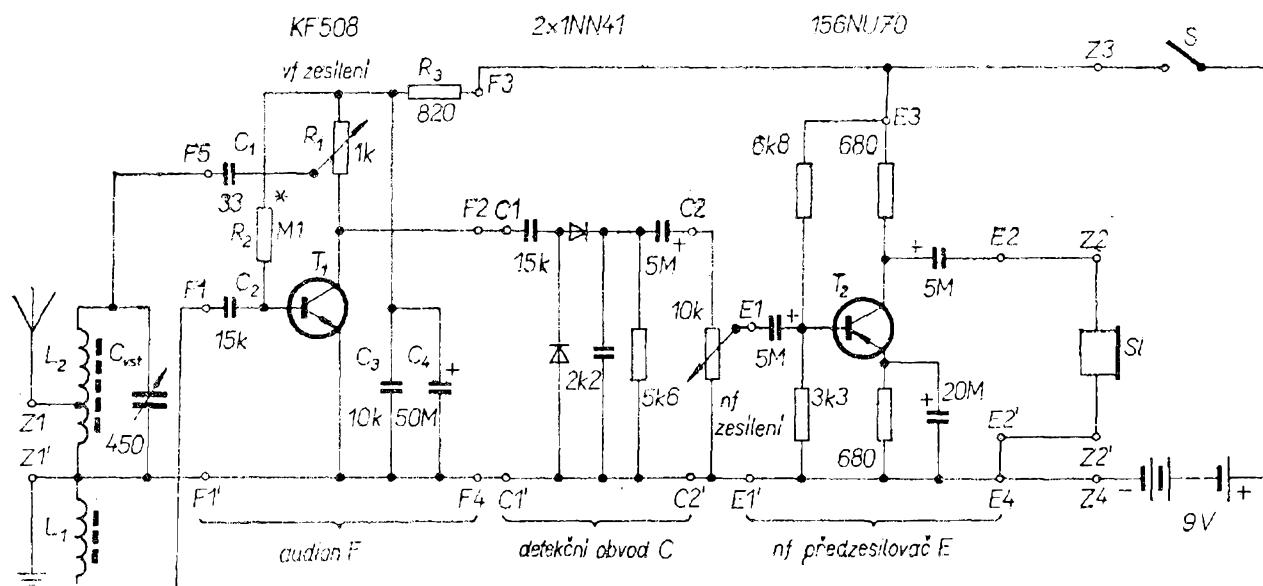 KF508 2x1NN41 156NU70
vf zesílení
R3
820
F3
Z3
S
C1
R1
1k
F5
33
*
R2
M1
E3
6k8
680
F2
C1
15k
5M
+
C2
E2
Z2
+
5M
F1
C2
15k
T1
T2
10k
E1
5M
+
Sl
L2
Cvst
450
Z1
Z1'
C3
10k
C4
+
50M
2k2
5k6
nf
zesílení
3k3
680
+
20M
E2'
Z2'
F1'
F4
C1'
C2'
E1'
E4
Z4
-
+
9V
L1
audion F
detekční obvod C
nf předzesilovač E